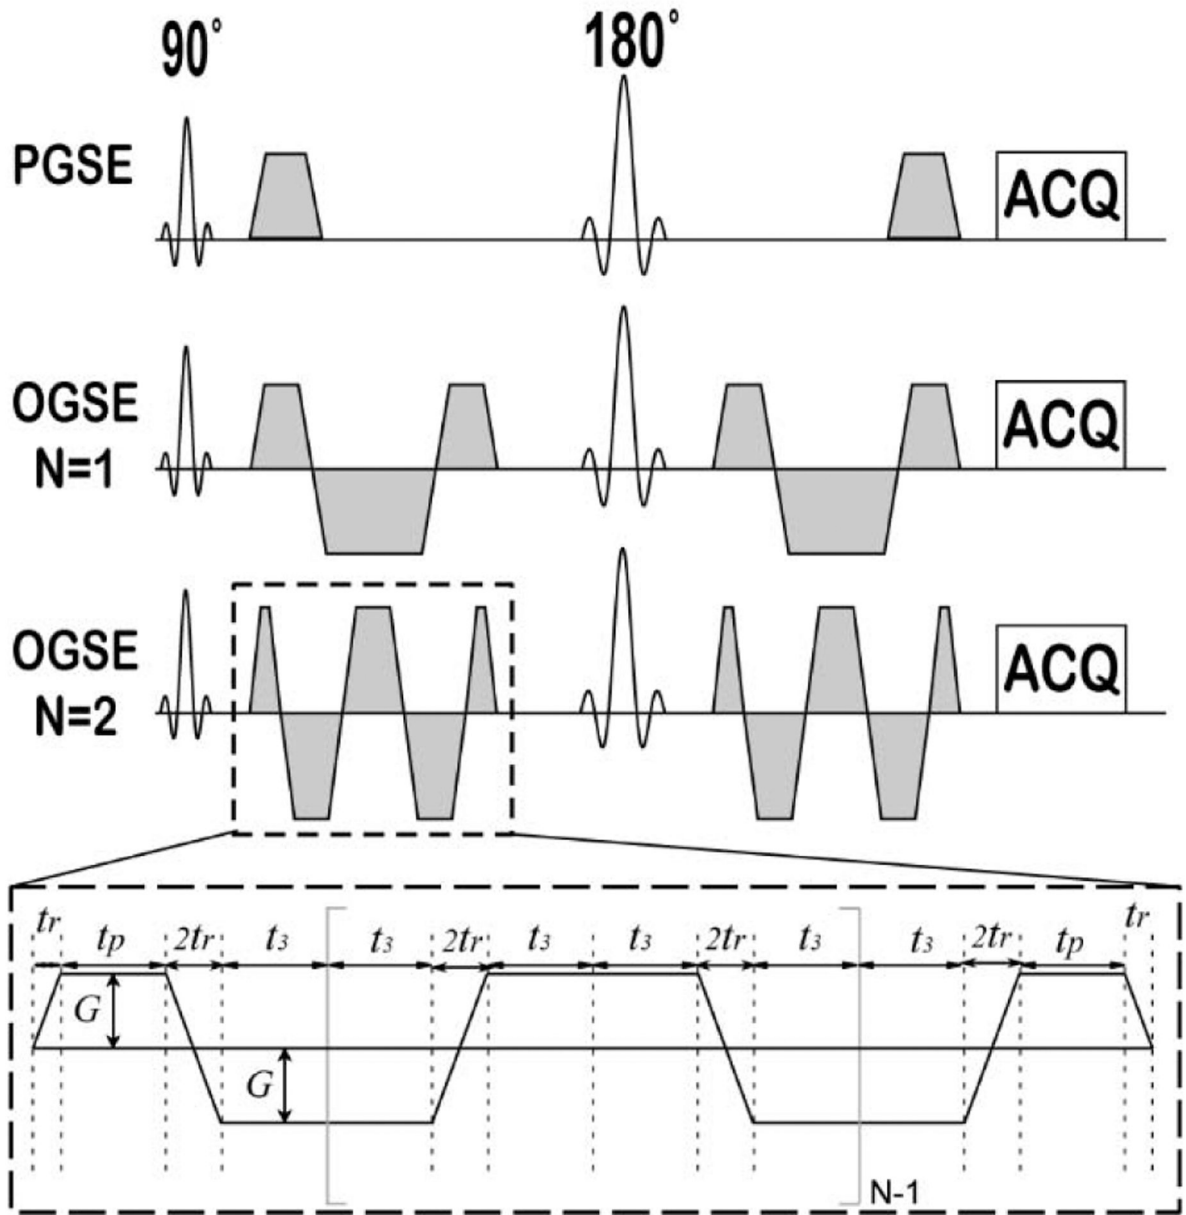 90° 180°
PGSE ACQ
OGSE
N=1
ACQ
OGSE
N=2
ACQ
tr tp 2tr t3 t3 2tr t3 t3 2tr t3 t3 2tr tp tr
G
G
N-1